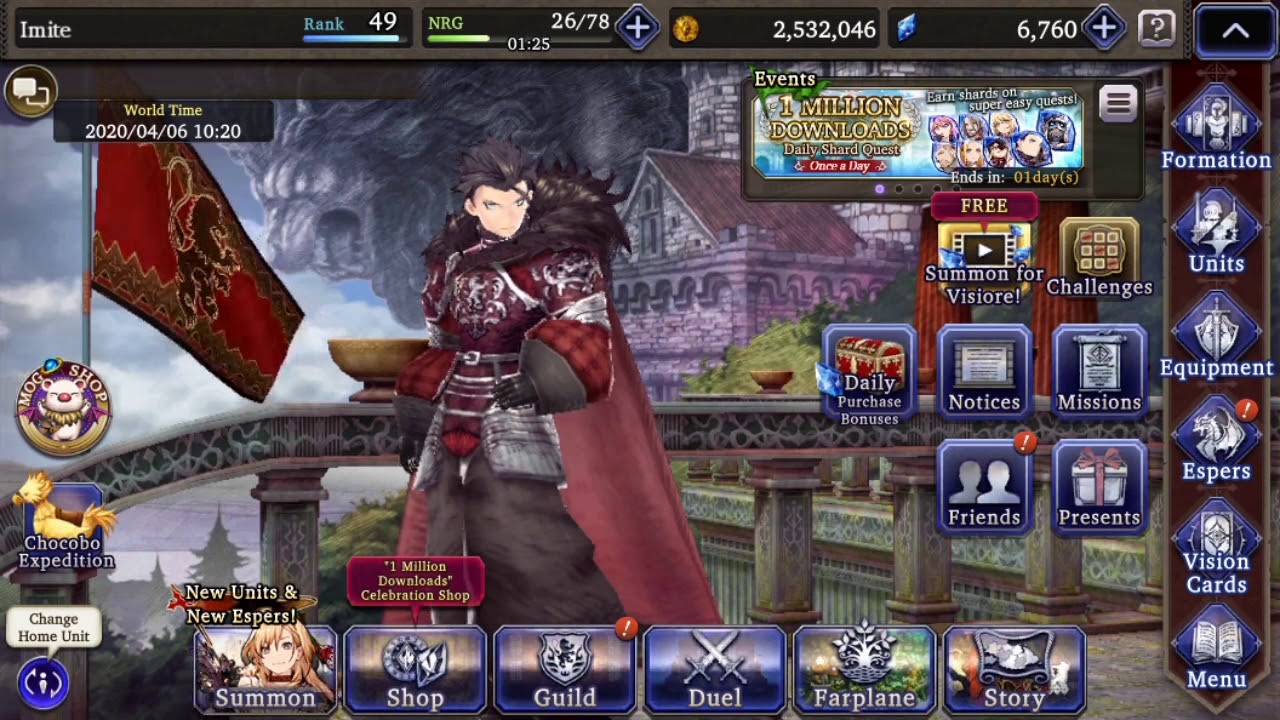 Imite
Rank 49
NRG 26/78
01:25
2,532,046
6,760
?
World Time
2020/04/06 10:20
Events
1 MILLION
DOWNLOADS
Daily Shard Quest
Once a Day
Earn shards on
super easy quests!
Ends in: 01day(s)
FREE
Summon for
Visiore!
Challenges
Daily
Purchase
Bonuses
Notices
Missions
Friends
Presents
Formation
Units
Equipment
Espers
Vision
Cards
Menu
MOG SHOP
Chocobo
Expedition
Change
Home Unit
New Units &
New Espers!
Summon
"1 Million
Downloads"
Celebration Shop
Shop
Guild
Duel
Farplane
Story